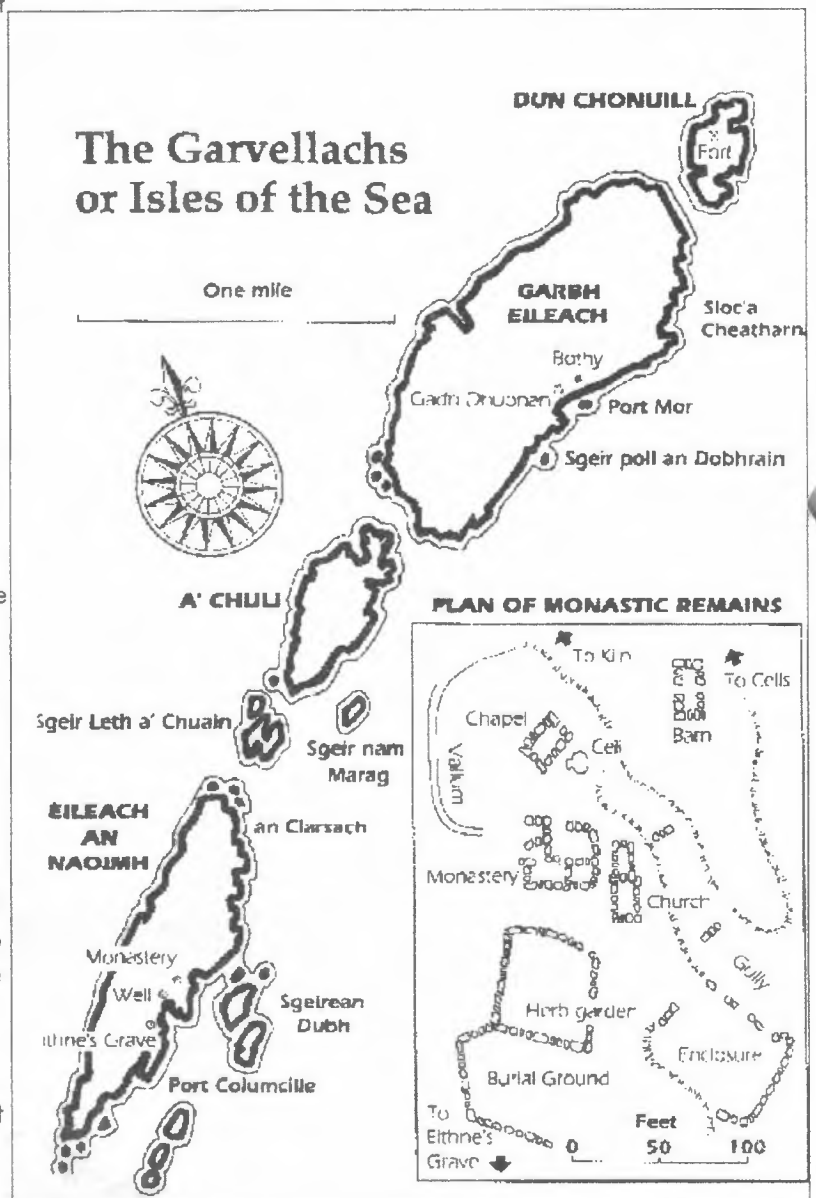 The Garvellachs
or Isles of the Sea
One mile
DUN CHONUILL
Fort
GARBH
EILEACH
Sloc'a
Cheatharn
Bothy
Port Mor
Sgeir poll an Dobhrain
A' CHULI
Sgeir Leth a' Chuain
Sgeir nam
Marag
EILEACH
AN
NAOIMH
an Clarsach
Monastery
Well
ithne's Grave
Sgeirean
Dubh
Port Columcille
PLAN OF MONASTIC REMAINS
To Kiln
To Cells
Barn
Chapel
Cell
Vallum
Monastery
Church
Gully
Herb garden
Enclosure
Burial Ground
To
Eithne's
Grave
Feet
0 50 100